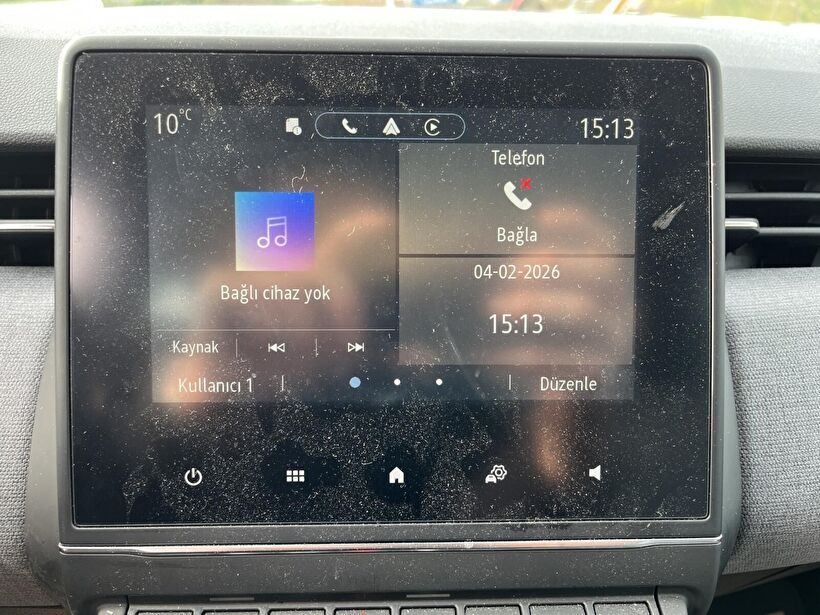 10°C
15:13
Telefon
Bağla
Bağlı cihaz yok
04-02-2026
15:13
Kaynak
Kullanıcı 1
Düzenle